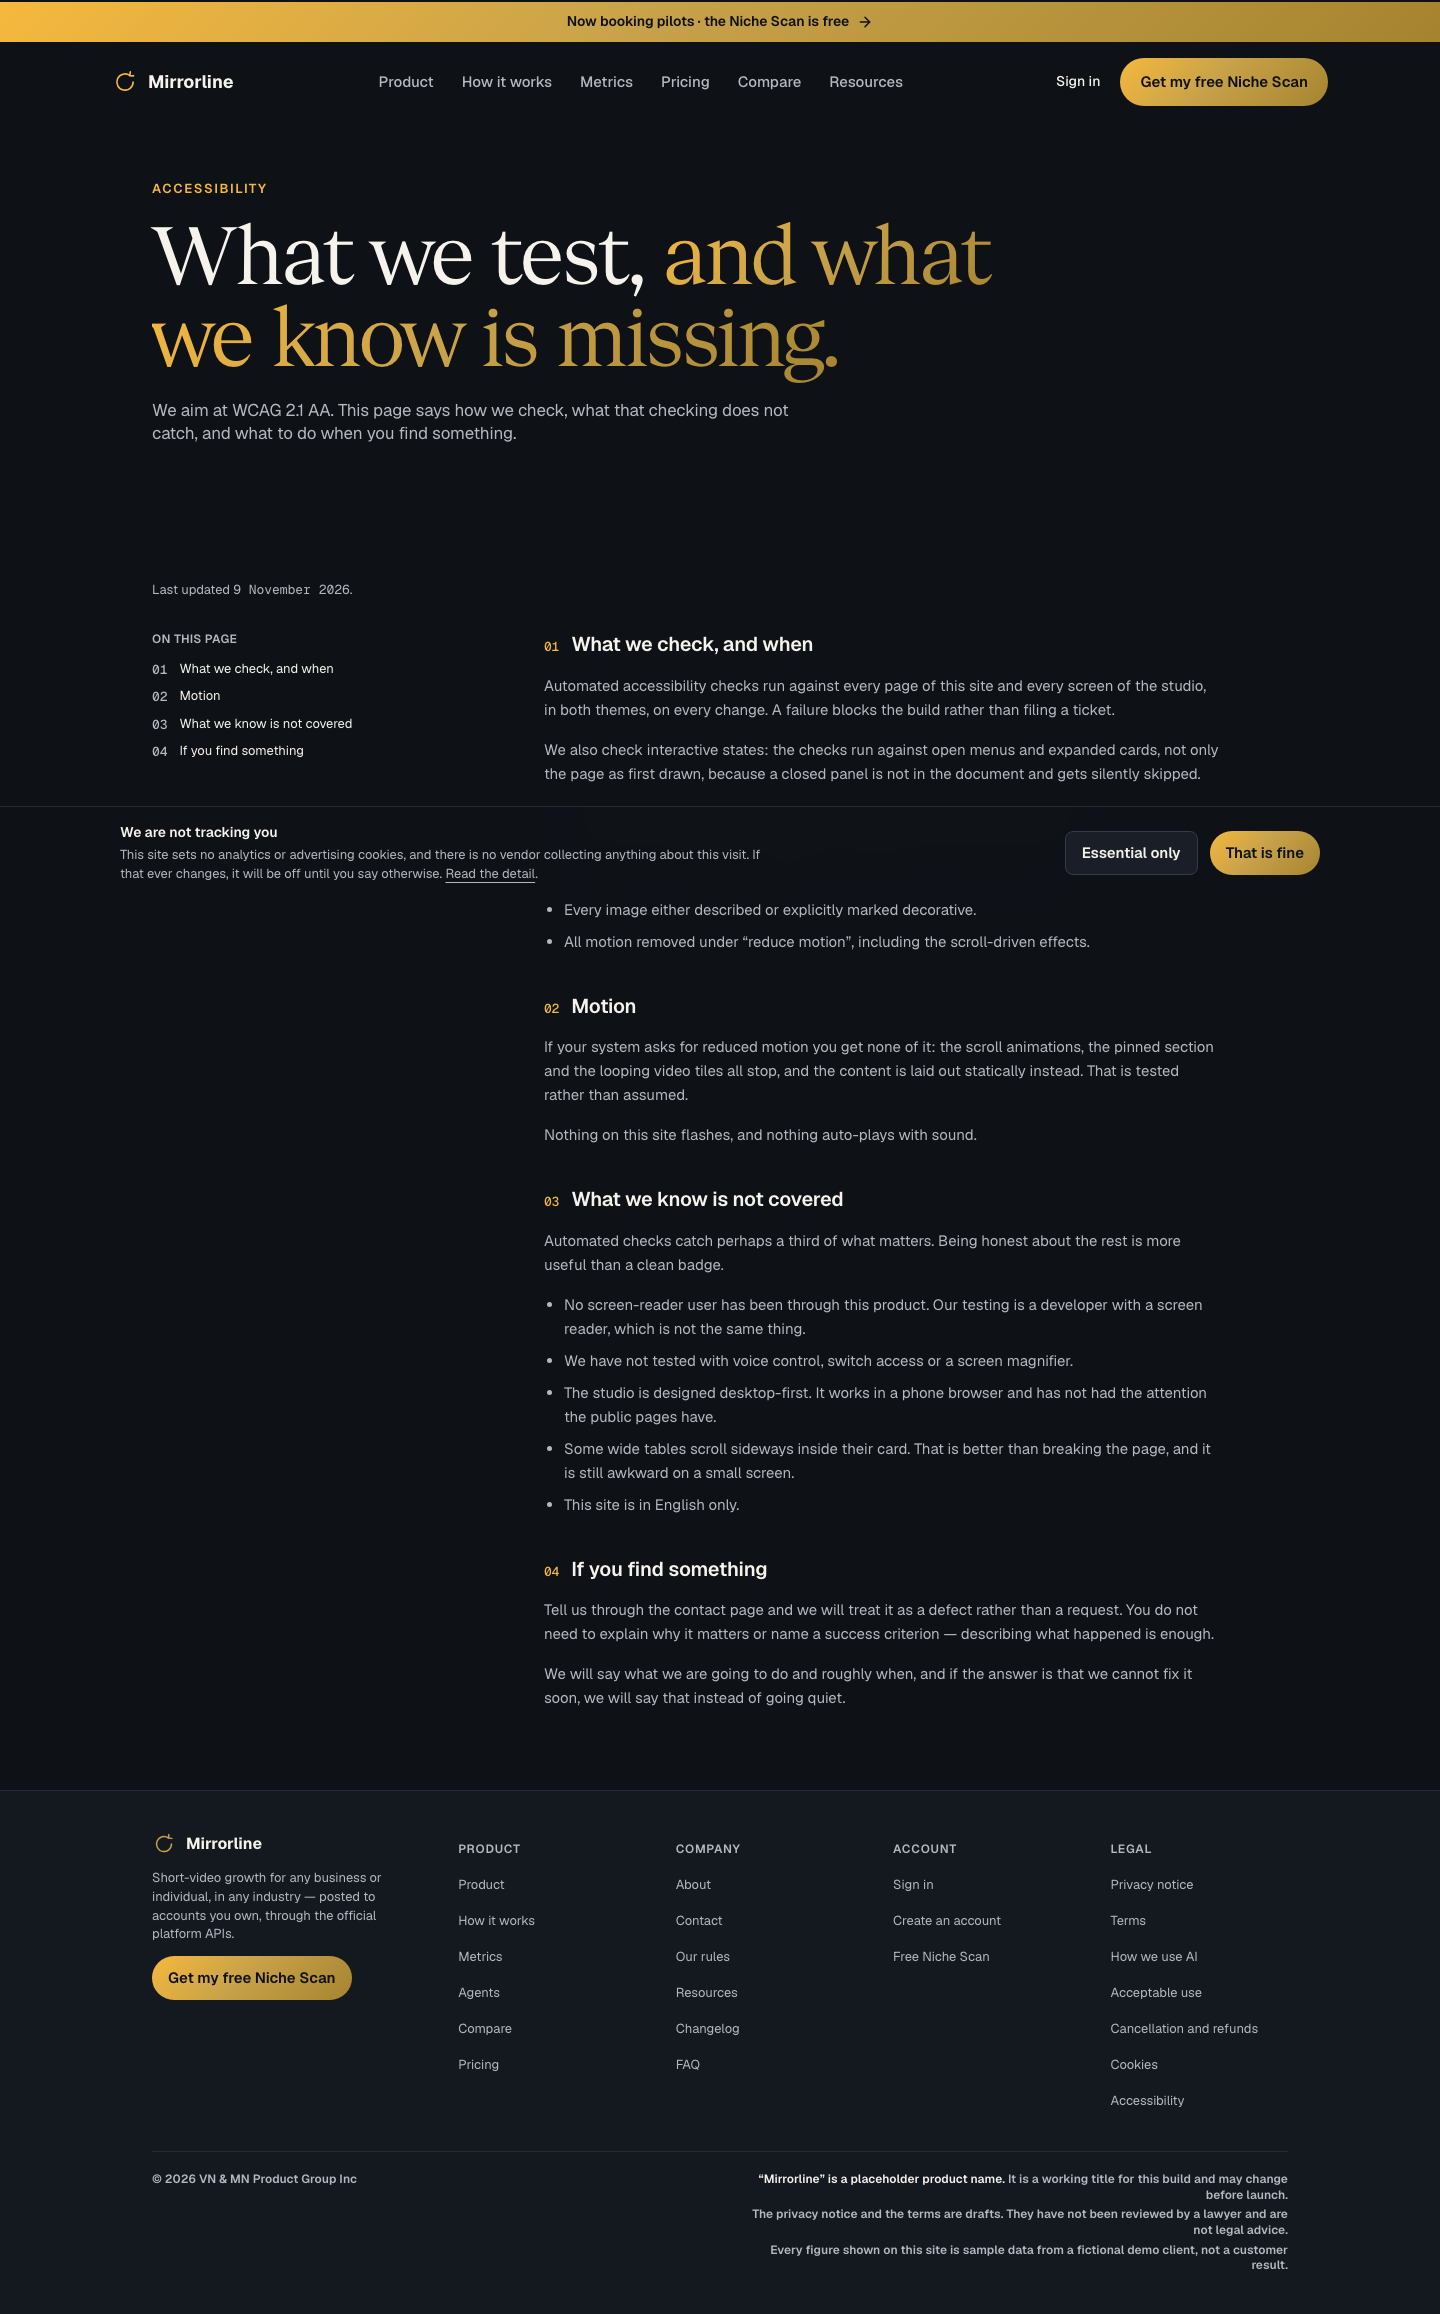 Now booking pilots · the Niche Scan is free →
Mirrorline
Product
How it works
Metrics
Pricing
Compare
Resources
Sign in
Get my free Niche Scan
ACCESSIBILITY
What we test, and what
we know is missing.
We aim at WCAG 2.1 AA. This page says how we check, what that checking does not
catch, and what to do when you find something.
Last updated 9 November 2026.
ON THIS PAGE
01 What we check, and when
02 Motion
03 What we know is not covered
04 If you find something
01 What we check, and when
Automated accessibility checks run against every page of this site and every screen of the studio,
in both themes, on every change. A failure blocks the build rather than filing a ticket.
We also check interactive states: the checks run against open menus and expanded cards, not only
the page as first drawn, because a closed panel is not in the document and gets silently skipped.
We are not tracking you
This site sets no analytics or advertising cookies, and there is no vendor collecting anything about this visit. If
that ever changes, it will be off until you say otherwise. Read the detail.
Essential only
That is fine
• Every image either described or explicitly marked decorative.
• All motion removed under “reduce motion”, including the scroll-driven effects.
02 Motion
If your system asks for reduced motion you get none of it: the scroll animations, the pinned section
and the looping video tiles all stop, and the content is laid out statically instead. That is tested
rather than assumed.
Nothing on this site flashes, and nothing auto-plays with sound.
03 What we know is not covered
Automated checks catch perhaps a third of what matters. Being honest about the rest is more
useful than a clean badge.
• No screen-reader user has been through this product. Our testing is a developer with a screen
reader, which is not the same thing.
• We have not tested with voice control, switch access or a screen magnifier.
• The studio is designed desktop-first. It works in a phone browser and has not had the attention
the public pages have.
• Some wide tables scroll sideways inside their card. That is better than breaking the page, and it
is still awkward on a small screen.
• This site is in English only.
04 If you find something
Tell us through the contact page and we will treat it as a defect rather than a request. You do not
need to explain why it matters or name a success criterion — describing what happened is enough.
We will say what we are going to do and roughly when, and if the answer is that we cannot fix it
soon, we will say that instead of going quiet.
Mirrorline
Short-video growth for any business or
individual, in any industry — posted to
accounts you own, through the official
platform APIs.
Get my free Niche Scan
PRODUCT
Product
How it works
Metrics
Agents
Compare
Pricing
COMPANY
About
Contact
Our rules
Resources
Changelog
FAQ
ACCOUNT
Sign in
Create an account
Free Niche Scan
LEGAL
Privacy notice
Terms
How we use AI
Acceptable use
Cancellation and refunds
Cookies
Accessibility
© 2026 VN & MN Product Group Inc
“Mirrorline” is a placeholder product name. It is a working title for this build and may change
before launch.
The privacy notice and the terms are drafts. They have not been reviewed by a lawyer and are
not legal advice.
Every figure shown on this site is sample data from a fictional demo client, not a customer
result.